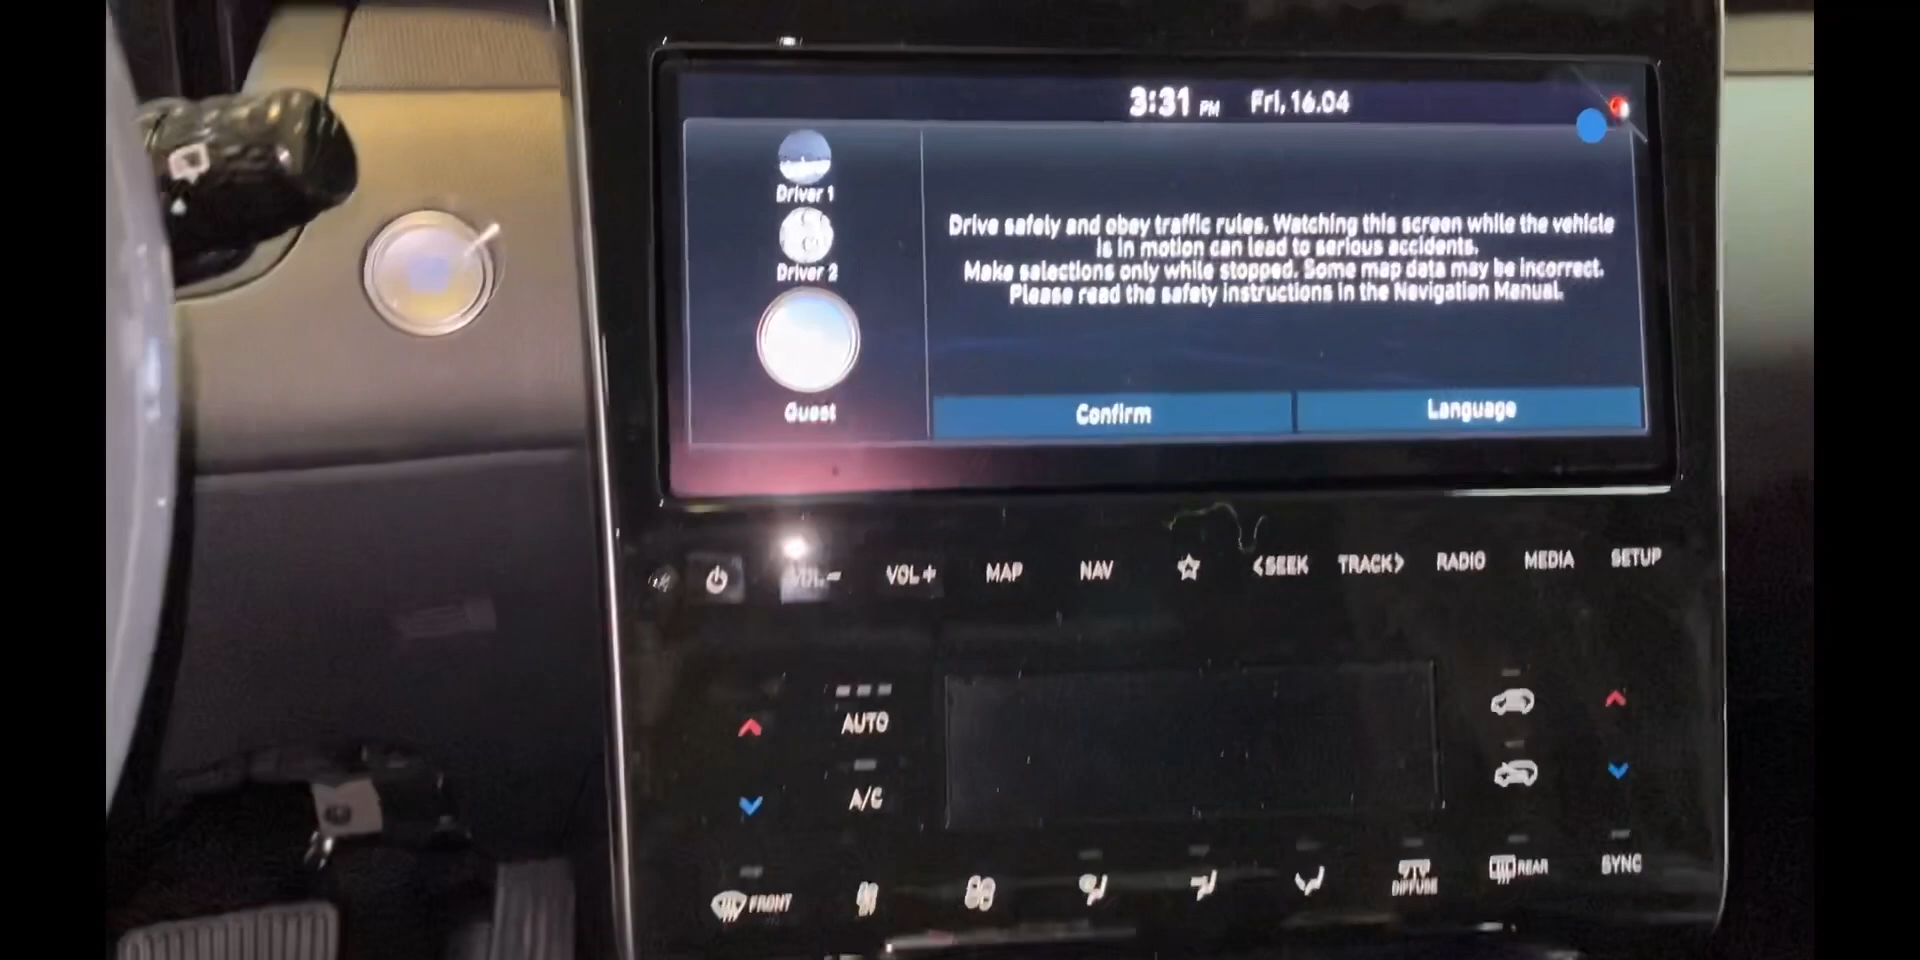 3:31 PM Fri, 16.04
Driver 1
Driver 2
Guest
Drive safely and obey traffic rules. Watching this screen while the vehicle
is in motion can lead to serious accidents.
Make selections only while stopped. Some map data may be incorrect.
Please read the safety instructions in the Navigation Manual.
Confirm Language
VOL- VOL+ MAP NAV <SEEK TRACK> RADIO MEDIA SETUP
AUTO
A/C
FRONT DIFFUSE REAR SYNC